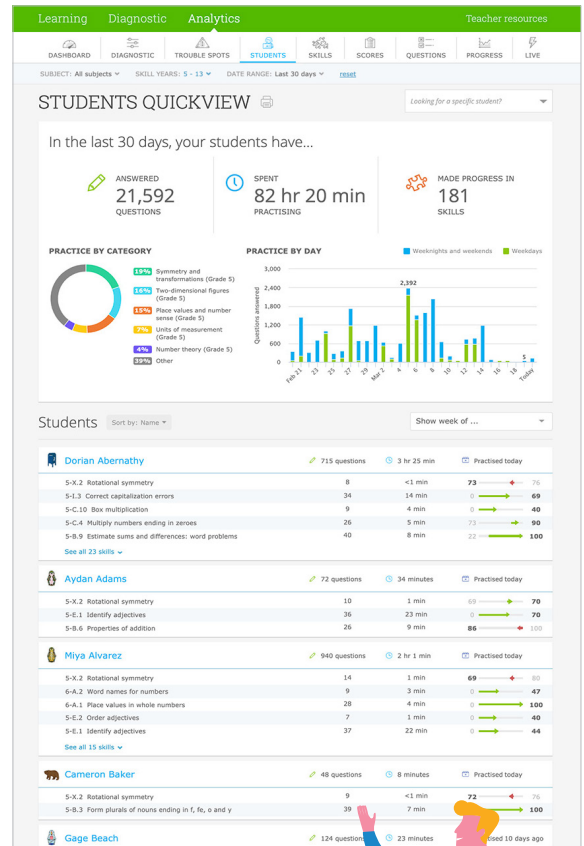 Learning Diagnostic Analytics Teacher resources
DASHBOARD DIAGNOSTIC TROUBLE SPOTS STUDENTS SKILLS SCORES QUESTIONS PROGRESS LIVE
SUBJECT: All subjects SKILL YEARS: 5 - 13 DATE RANGE: Last 30 days reset
STUDENTS QUICKVIEW
Looking for a specific student?
In the last 30 days, your students have...
ANSWERED
21,592
QUESTIONS
SPENT
82 hr 20 min
PRACTISING
MADE PROGRESS IN
181
SKILLS
PRACTICE BY CATEGORY
19% Symmetry and
transformations (Grade 5)
16% Two-dimensional figures
(Grade 5)
15% Place values and number
sense (Grade 5)
7% Units of measurement
(Grade 5)
4% Number theory (Grade 5)
39% Other
PRACTICE BY DAY
Weeknights and weekends Weekdays
Questions answered
3,000
2,400
1,800
1,200
600
0
2,392
5
Feb 21 23 25 27 29 Mar 2 4 6 8 10 12 14 16 18 Today
Students Sort by: Name Show week of ...
Dorian Abernathy 715 questions 3 hr 25 min Practised today
5-X.2 Rotational symmetry 8 <1 min 73 76
5-I.3 Correct capitalization errors 34 14 min 0 69
5-C.10 Box multiplication 9 4 min 0 40
5-C.4 Multiply numbers ending in zeroes 26 5 min 73 90
5-B.9 Estimate sums and differences: word problems 40 8 min 22 100
See all 23 skills
Aydan Adams 72 questions 34 minutes Practised today
5-X.2 Rotational symmetry 10 1 min 69 70
5-E.1 Identify adjectives 36 23 min 0 70
5-B.6 Properties of addition 26 9 min 86 100
Miya Alvarez 940 questions 2 hr 1 min Practised today
5-X.2 Rotational symmetry 14 1 min 69 80
6-A.2 Word names for numbers 9 3 min 0 47
6-A.1 Place values in whole numbers 28 4 min 0 100
5-E.2 Order adjectives 7 1 min 0 40
5-E.1 Identify adjectives 37 22 min 0 44
See all 15 skills
Cameron Baker 48 questions 8 minutes Practised today
5-X.2 Rotational symmetry 9 <1 min 72 76
5-B.3 Form plurals of nouns ending in f, fe, o and y 39 7 min 100
Gage Beach 124 questions 23 minutes ised 10 days ago